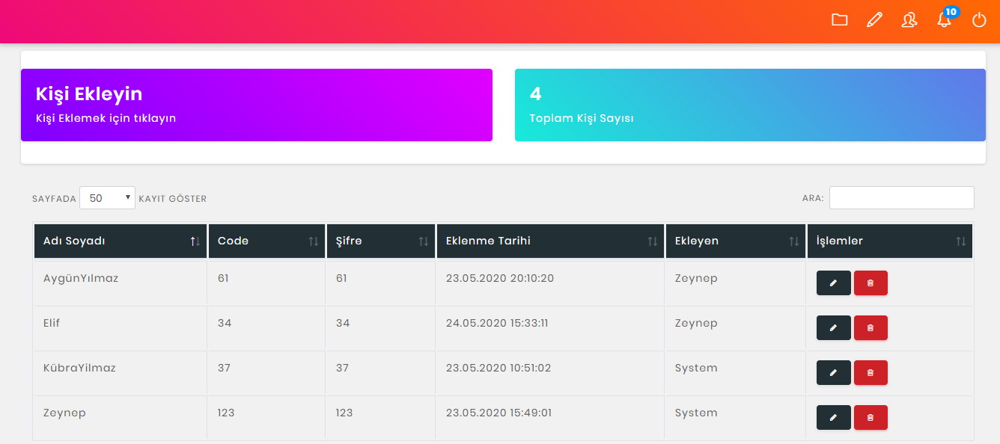 10
Kişi Ekleyin
Kişi Eklemek için tıklayın
4
Toplam Kişi Sayısı
SAYFADA 50 KAYIT GÖSTER
ARA:
Adı Soyadı Code Şifre Eklenme Tarihi Ekleyen İşlemler
AygünYılmaz 61 61 23.05.2020 20:10:20 Zeynep
Elif 34 34 24.05.2020 15:33:11 Zeynep
KübraYilmaz 37 37 23.05.2020 10:51:02 System
Zeynep 123 123 23.05.2020 15:49:01 System